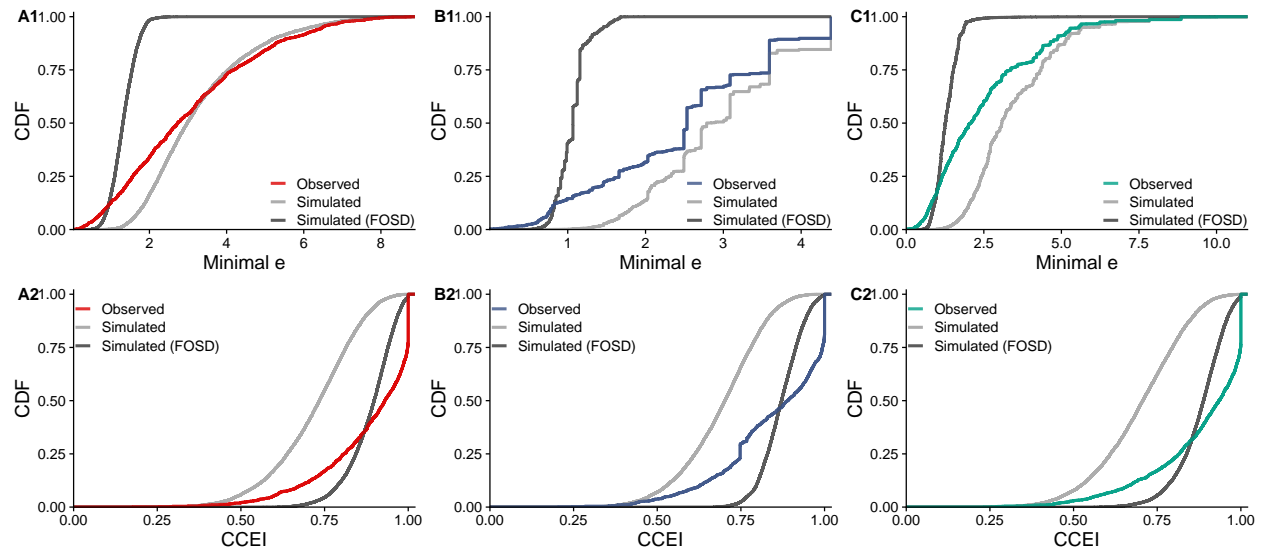 A1
1.00
0.75
0.50
0.25
0.00
CDF
2
4
6
8
Minimal e
Observed
Simulated
Simulated (FOSD)
B1
1.00
0.75
0.50
0.25
0.00
CDF
1
2
3
4
Minimal e
Observed
Simulated
Simulated (FOSD)
C1
1.00
0.75
0.50
0.25
0.00
CDF
0.0
2.5
5.0
7.5
10.0
Minimal e
Observed
Simulated
Simulated (FOSD)
A2
1.00
0.75
0.50
0.25
0.00
CDF
0.00
0.25
0.50
0.75
1.00
CCEI
Observed
Simulated
Simulated (FOSD)
B2
1.00
0.75
0.50
0.25
0.00
CDF
0.00
0.25
0.50
0.75
1.00
CCEI
Observed
Simulated
Simulated (FOSD)
C2
1.00
0.75
0.50
0.25
0.00
CDF
0.00
0.25
0.50
0.75
1.00
CCEI
Observed
Simulated
Simulated (FOSD)